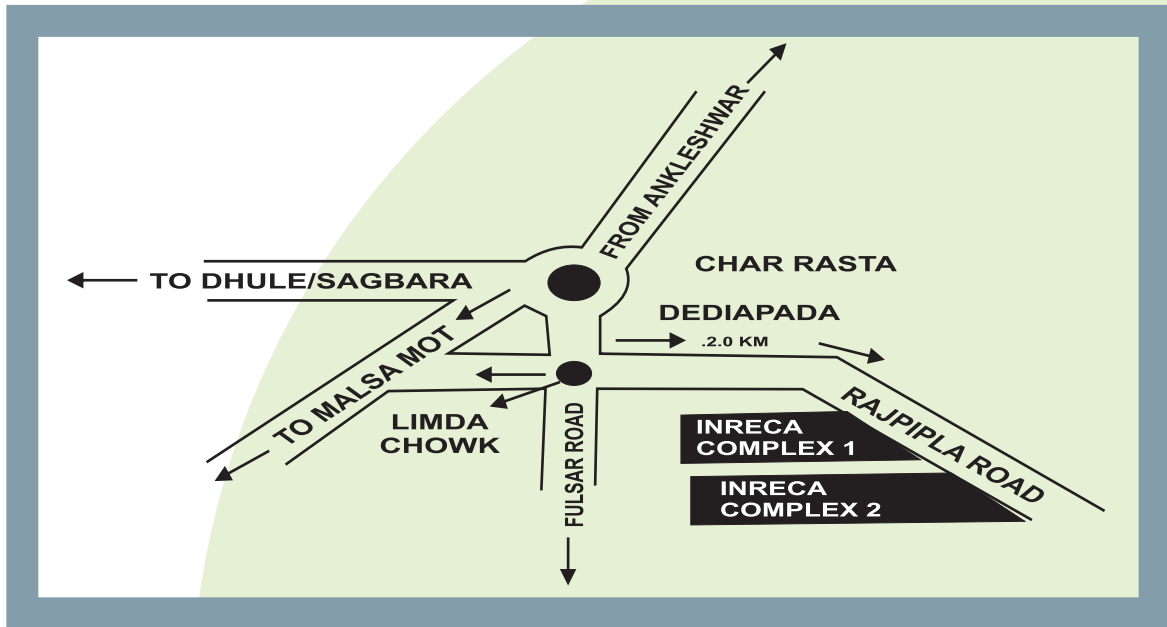 FROM ANKLESHWAR
CHAR RASTA
TO DHULE/SAGBARA
DEDIAPADA
.2.0 KM
TO MALSA MOT
LIMDA
CHOWK
FULSAR ROAD
RAJPIPLA ROAD
INRECA
COMPLEX 1
INRECA
COMPLEX 2